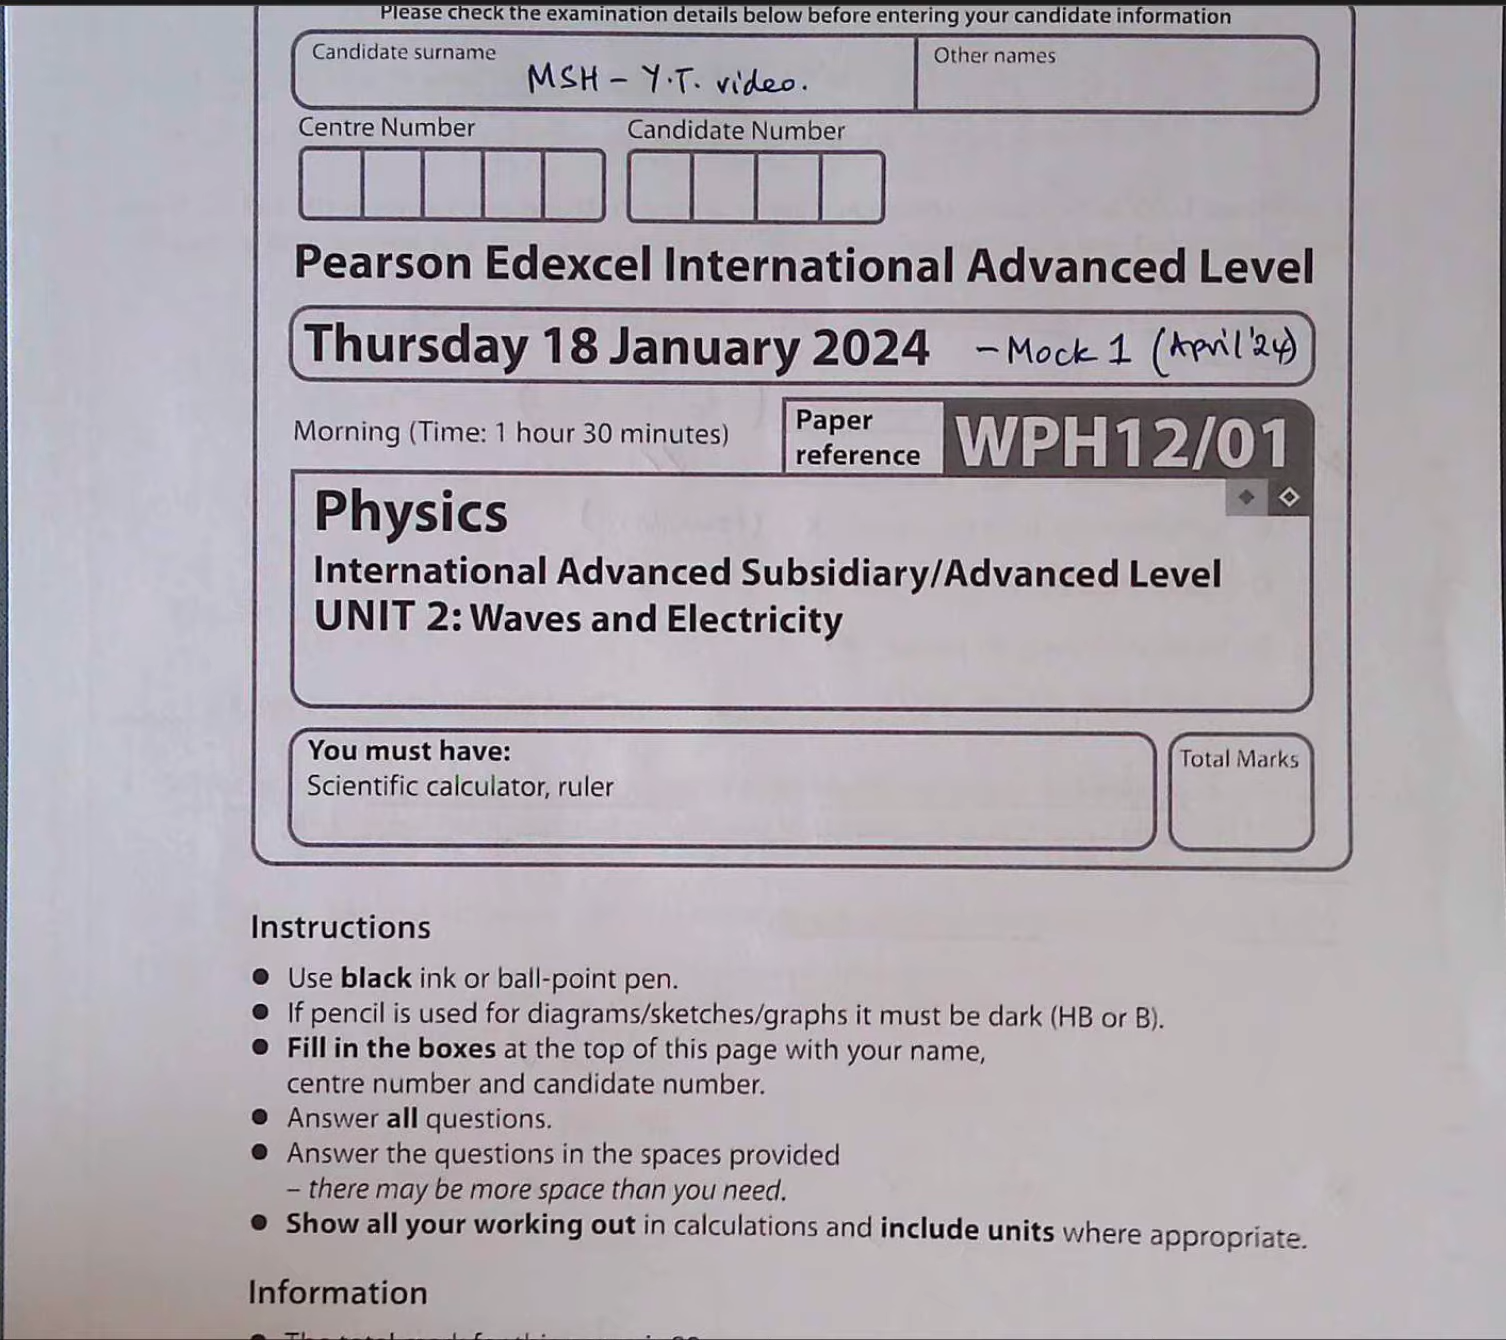 Please check the examination details below before entering your candidate information
Candidate surname
MSH - Y.T. video.
Other names
Centre Number
Candidate Number
Pearson Edexcel International Advanced Level
Thursday 18 January 2024 - Mock 1 (April'24)
Morning (Time: 1 hour 30 minutes)
Paper
reference
WPH12/01
Physics
International Advanced Subsidiary/Advanced Level
UNIT 2: Waves and Electricity
You must have:
Scientific calculator, ruler
Total Marks
Instructions
● Use black ink or ball-point pen.
● If pencil is used for diagrams/sketches/graphs it must be dark (HB or B).
● Fill in the boxes at the top of this page with your name,
centre number and candidate number.
● Answer all questions.
● Answer the questions in the spaces provided
– there may be more space than you need.
● Show all your working out in calculations and include units where appropriate.
Information